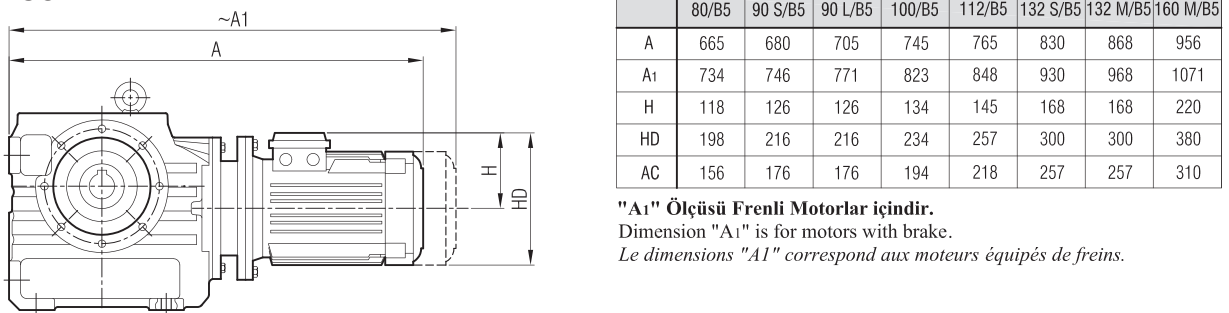 ~A1
A
H
HD
80/B5 90 S/B5 90 L/B5 100/B5 112/B5 132 S/B5 132 M/B5 160 M/B5
A 665 680 705 745 765 830 868 956
A1 734 746 771 823 848 930 968 1071
H 118 126 126 134 145 168 168 220
HD 198 216 216 234 257 300 300 380
AC 156 176 176 194 218 257 257 310
"A1" Ölçüsü Frenli Motorlar içindir.
Dimension "A1" is for motors with brake.
Le dimensions "A1" correspond aux moteurs équipés de freins.